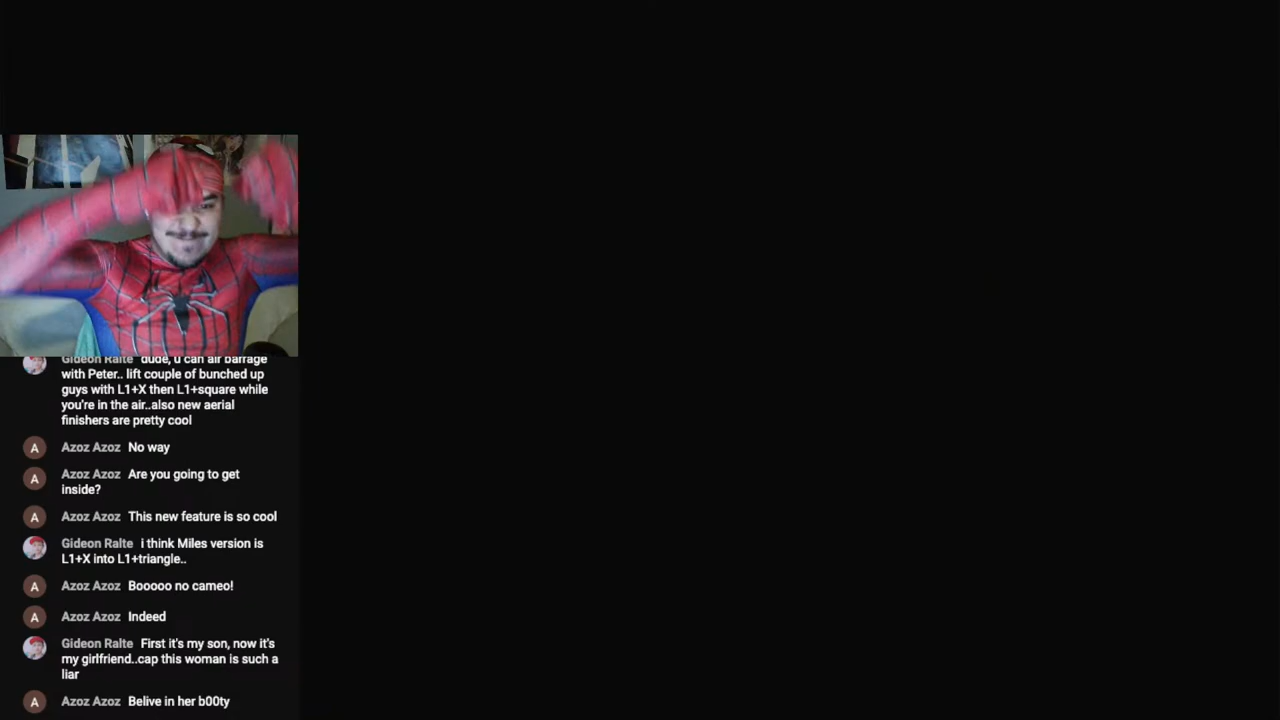 Gideon Ralte dude, u can air barrage
with Peter.. lift couple of bunched up
guys with L1+X then L1+square while
you're in the air..also new aerial
finishers are pretty cool
A Azoz Azoz No way
A Azoz Azoz Are you going to get
inside?
A Azoz Azoz This new feature is so cool
Gideon Ralte i think Miles version is
L1+X into L1+triangle..
A Azoz Azoz Booooo no cameo!
A Azoz Azoz Indeed
Gideon Ralte First it's my son, now it's
my girlfriend..cap this woman is such a
liar
A Azoz Azoz Belive in her b00ty